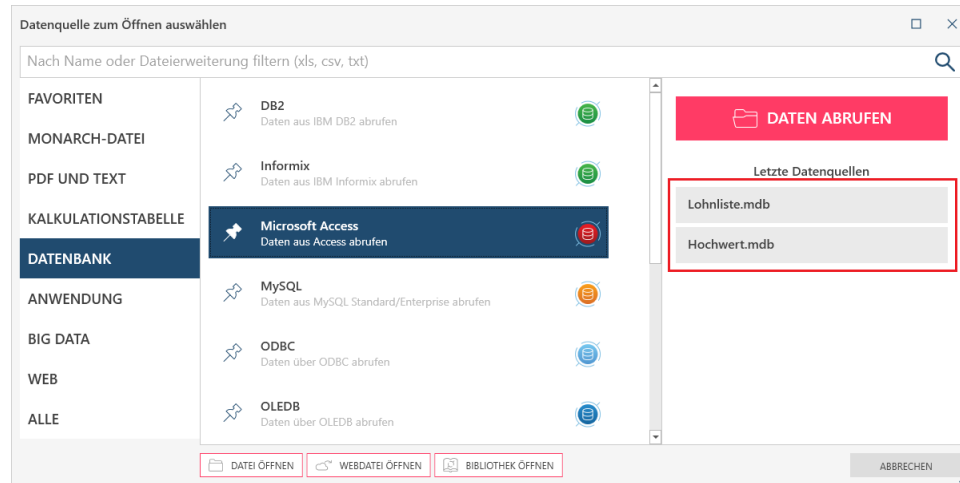 Datenquelle zum Öffnen auswählen
Nach Name oder Dateierweiterung filtern (xls, csv, txt)
FAVORITEN
MONARCH-DATEI
PDF UND TEXT
KALKULATIONSTABELLE
DATENBANK
ANWENDUNG
BIG DATA
WEB
ALLE
DB2
Daten aus IBM DB2 abrufen
Informix
Daten aus IBM Informix abrufen
Microsoft Access
Daten aus Access abrufen
MySQL
Daten aus MySQL Standard/Enterprise abrufen
ODBC
Daten über ODBC abrufen
OLEDB
Daten über OLEDB abrufen
DATEN ABRUFEN
Letzte Datenquellen
Lohnliste.mdb
Hochwert.mdb
DATEI ÖFFNEN
WEBDATEI ÖFFNEN
BIBLIOTHEK ÖFFNEN
ABBRECHEN